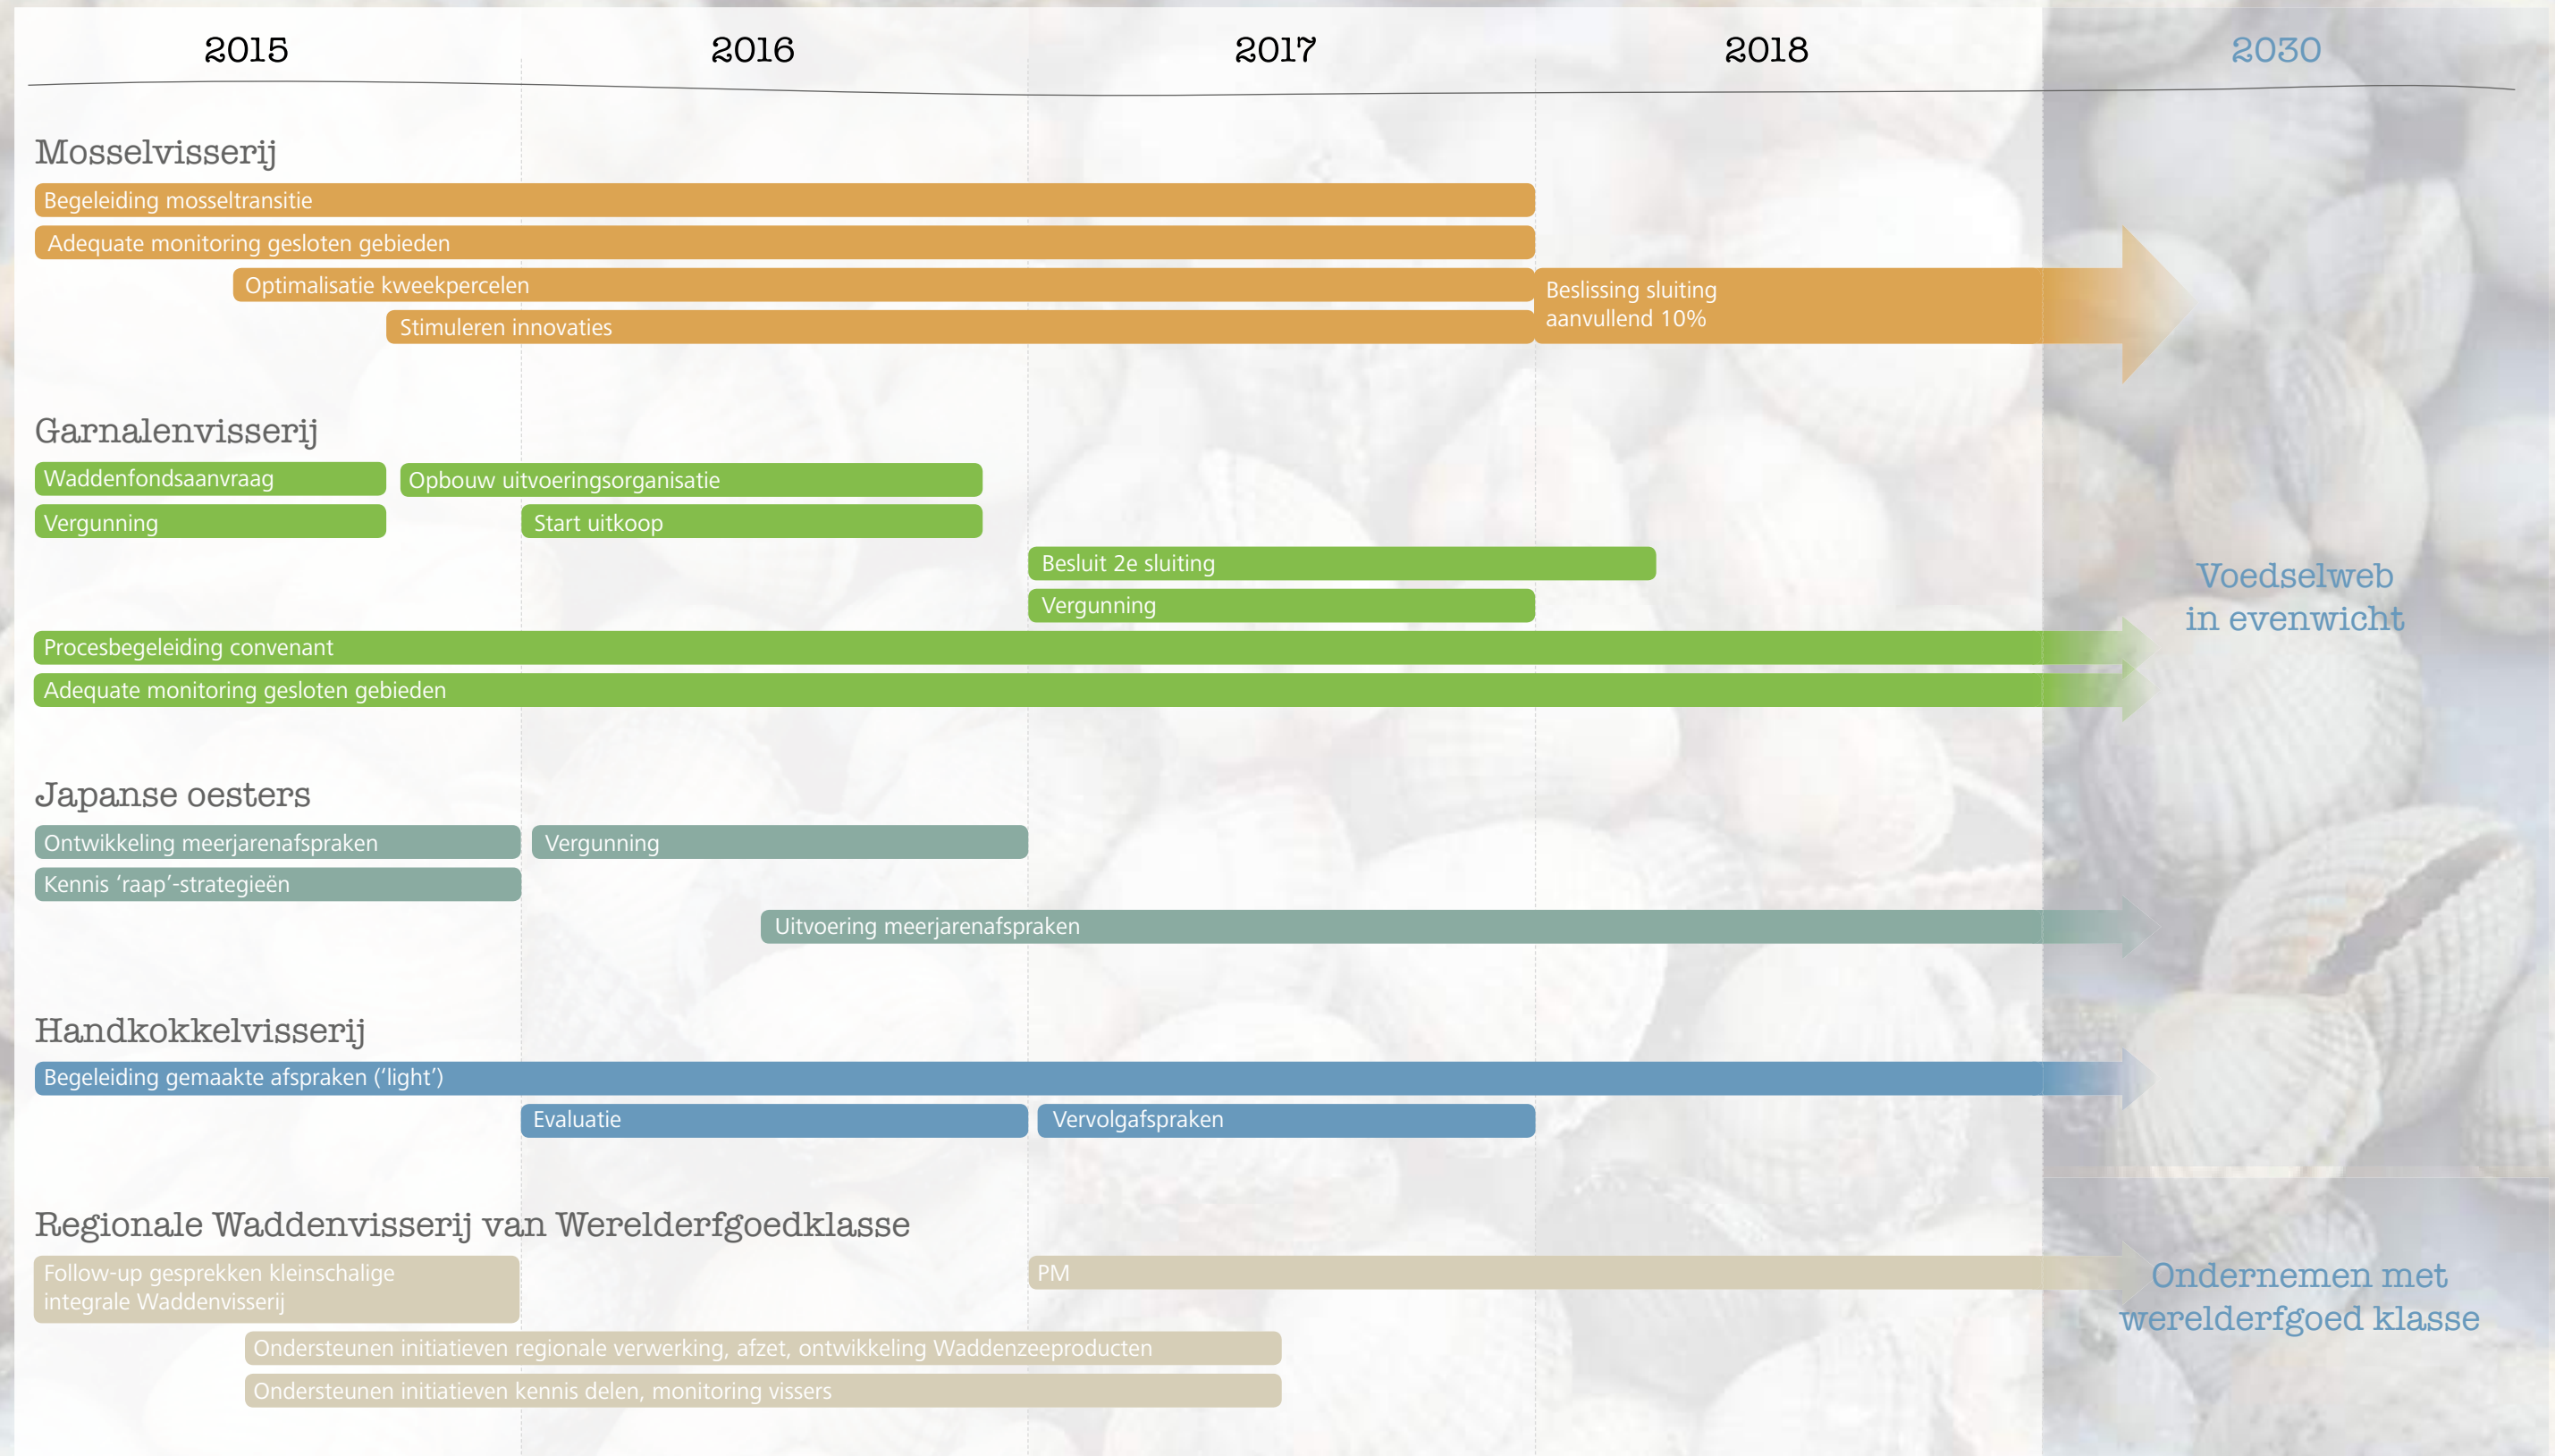 2015 2016 2017 2018 2030
Mosselvisserij
Begeleiding mosseltransitie
Adequate monitoring gesloten gebieden
Optimalisatie kweekpercelen
Stimuleren innovaties
Beslissing sluiting
aanvullend 10%
Garnalenvisserij
Waddenfondsaanvraag
Opbouw uitvoeringsorganisatie
Vergunning
Start uitkoop
Besluit 2e sluiting
Vergunning
Procesbegeleiding convenant
Adequate monitoring gesloten gebieden
Voedselweb
in evenwicht
Japanse oesters
Ontwikkeling meerjarenafspraken
Vergunning
Kennis ‘raap’-strategieën
Uitvoering meerjarenafspraken
Handkokkelvisserij
Begeleiding gemaakte afspraken (‘light’)
Evaluatie
Vervolgafspraken
Regionale Waddenvisserij van Werelderfgoedklasse
Follow-up gesprekken kleinschalige
integrale Waddenvisserij
PM
Ondersteunen initiatieven regionale verwerking, afzet, ontwikkeling Waddenzeeproducten
Ondersteunen initiatieven kennis delen, monitoring vissers
Ondernemen met
werelderfgoed klasse